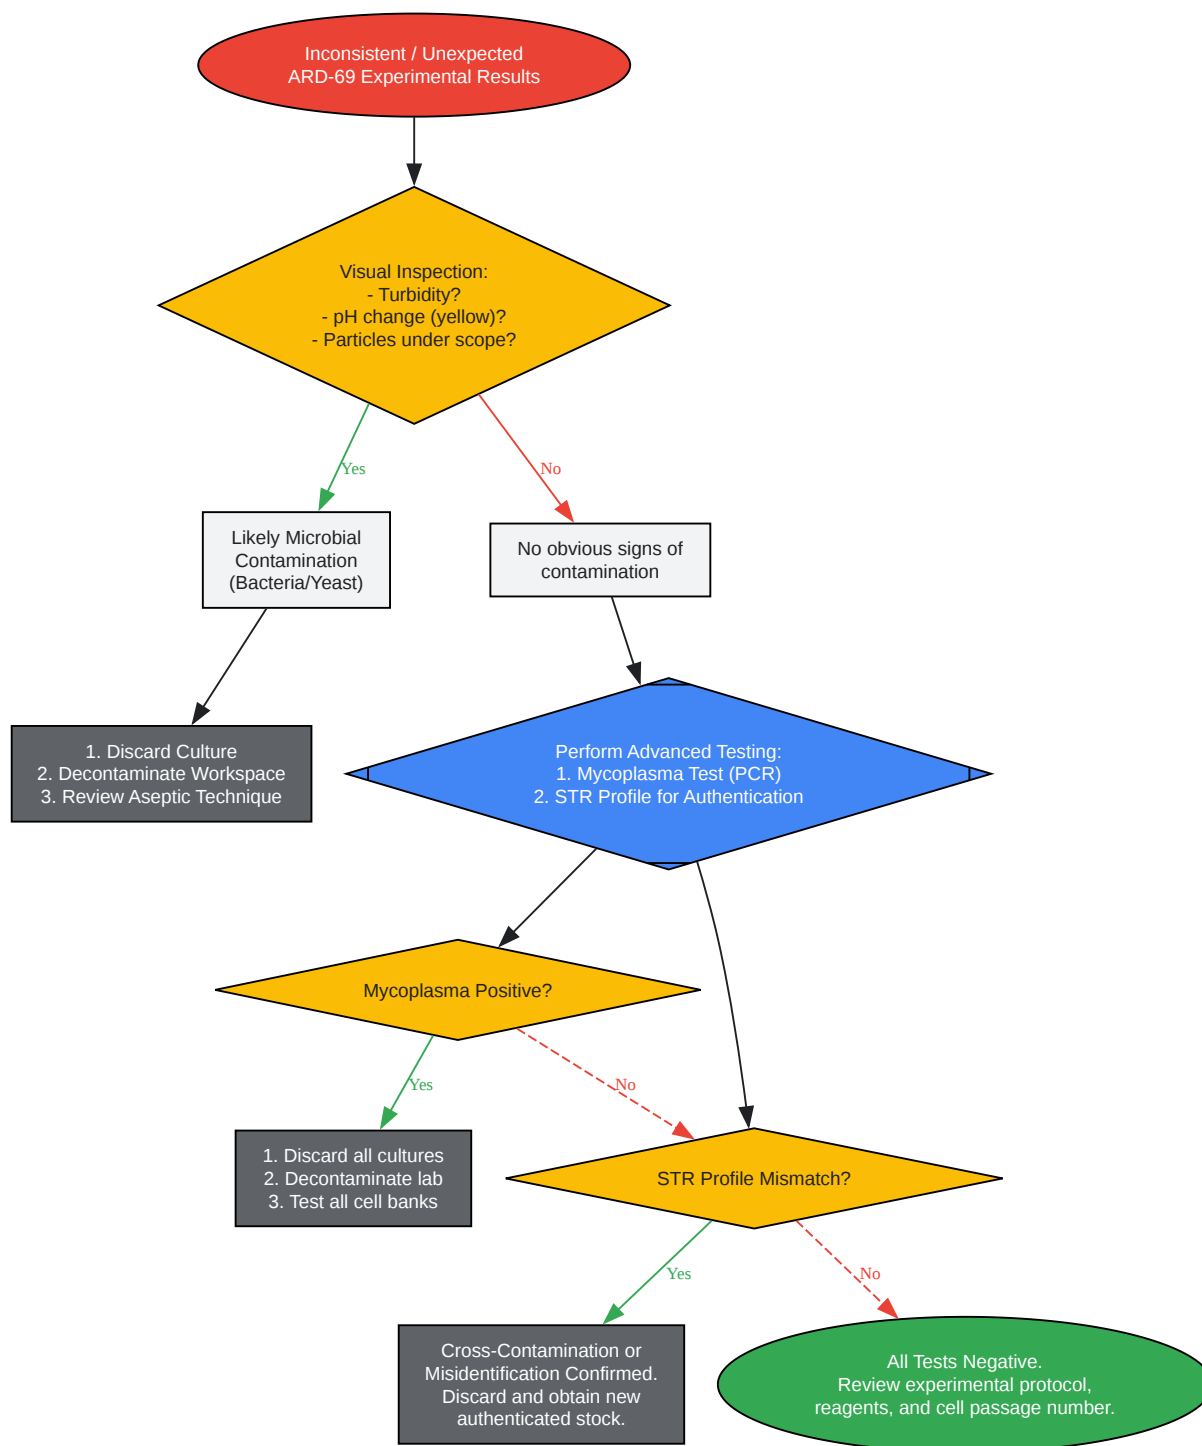 Inconsistent / Unexpected
ARD-69 Experimental Results
Visual Inspection:
- Turbidity?
- pH change (yellow)?
- Particles under scope?
Yes
No
Likely Microbial
Contamination
(Bacteria/Yeast)
No obvious signs of
contamination
1. Discard Culture
2. Decontaminate Workspace
3. Review Aseptic Technique
Perform Advanced Testing:
1. Mycoplasma Test (PCR)
2. STR Profile for Authentication
Mycoplasma Positive?
Yes
No
1. Discard all cultures
2. Decontaminate lab
3. Test all cell banks
STR Profile Mismatch?
Yes
No
Cross-Contamination or
Misidentification Confirmed.
Discard and obtain new
authenticated stock.
All Tests Negative.
Review experimental protocol,
reagents, and cell passage number.